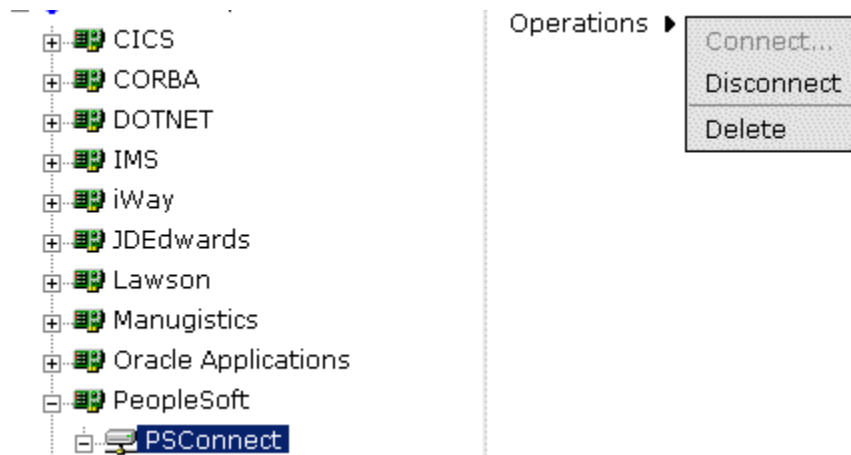 CICS
CORBA
DOTNET
IMS
iWay
JDEdwards
Lawson
Manugistics
Oracle Applications
PeopleSoft
PSConnect
Operations
Connect...
Disconnect
Delete